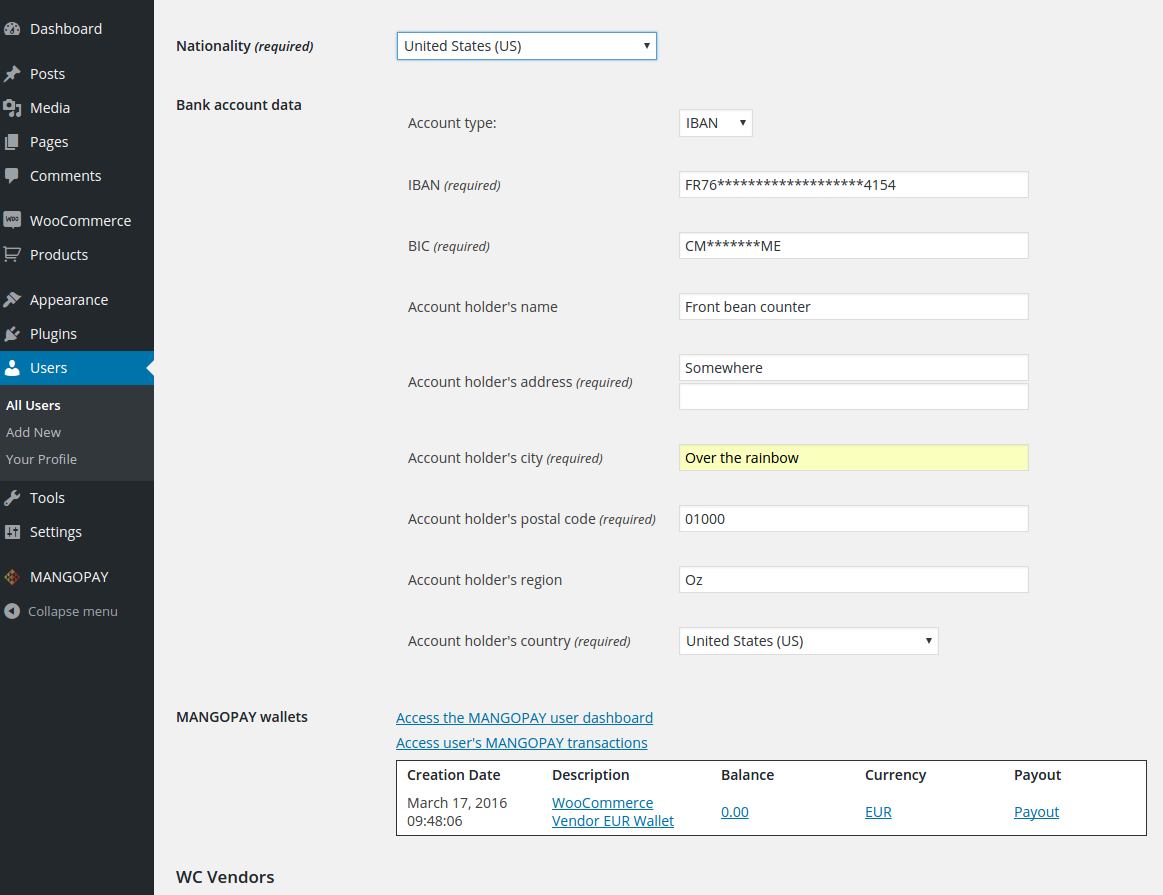 Dashboard
Posts
Media
Pages
Comments
WooCommerce
Products
Appearance
Plugins
Users
All Users
Add New
Your Profile
Tools
Settings
MANGOPAY
Collapse menu
Nationality (required) United States (US)
Bank account data
Account type: IBAN
IBAN (required) FR76*******************4154
BIC (required) CM*******ME
Account holder's name Front bean counter
Account holder's address (required) Somewhere
Account holder's city (required) Over the rainbow
Account holder's postal code (required) 01000
Account holder's region Oz
Account holder's country (required) United States (US)
MANGOPAY wallets Access the MANGOPAY user dashboard
Access user's MANGOPAY transactions
Creation Date Description Balance Currency Payout
March 17, 2016 WooCommerce
09:48:06 Vendor EUR Wallet 0.00 EUR Payout
WC Vendors